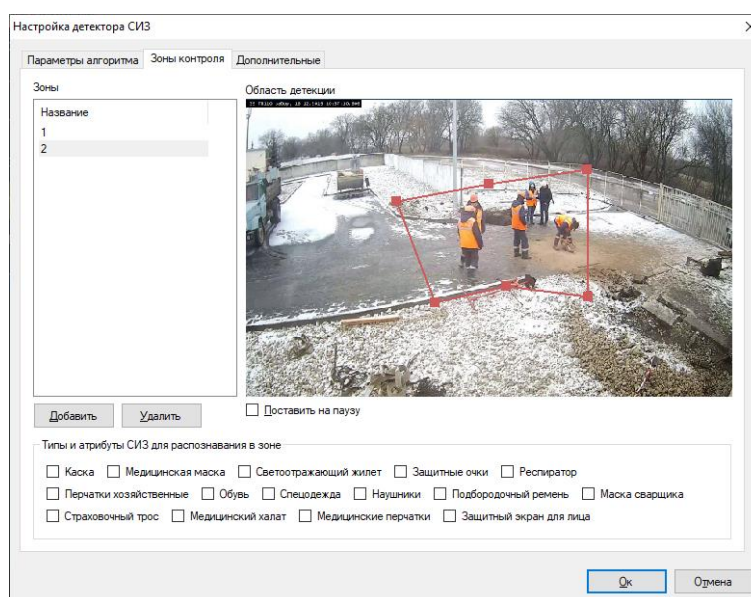 Настройка детектора СИЗ
Параметры алгоритма Зоны контроля Дополнительные
Зоны Область детекции
Название
1
2
Добавить Удалить Поставить на паузу
Типы и атрибуты СИЗ для распознавания в зоне
Каска Медицинская маска Светоотражающий жилет Защитные очки Респиратор
Перчатки хозяйственные Обувь Спецодежда Наушники Подбородочный ремень Маска сварщика
Страховочный трос Медицинский халат Медицинские перчатки Защитный экран для лица
Ок Отмена